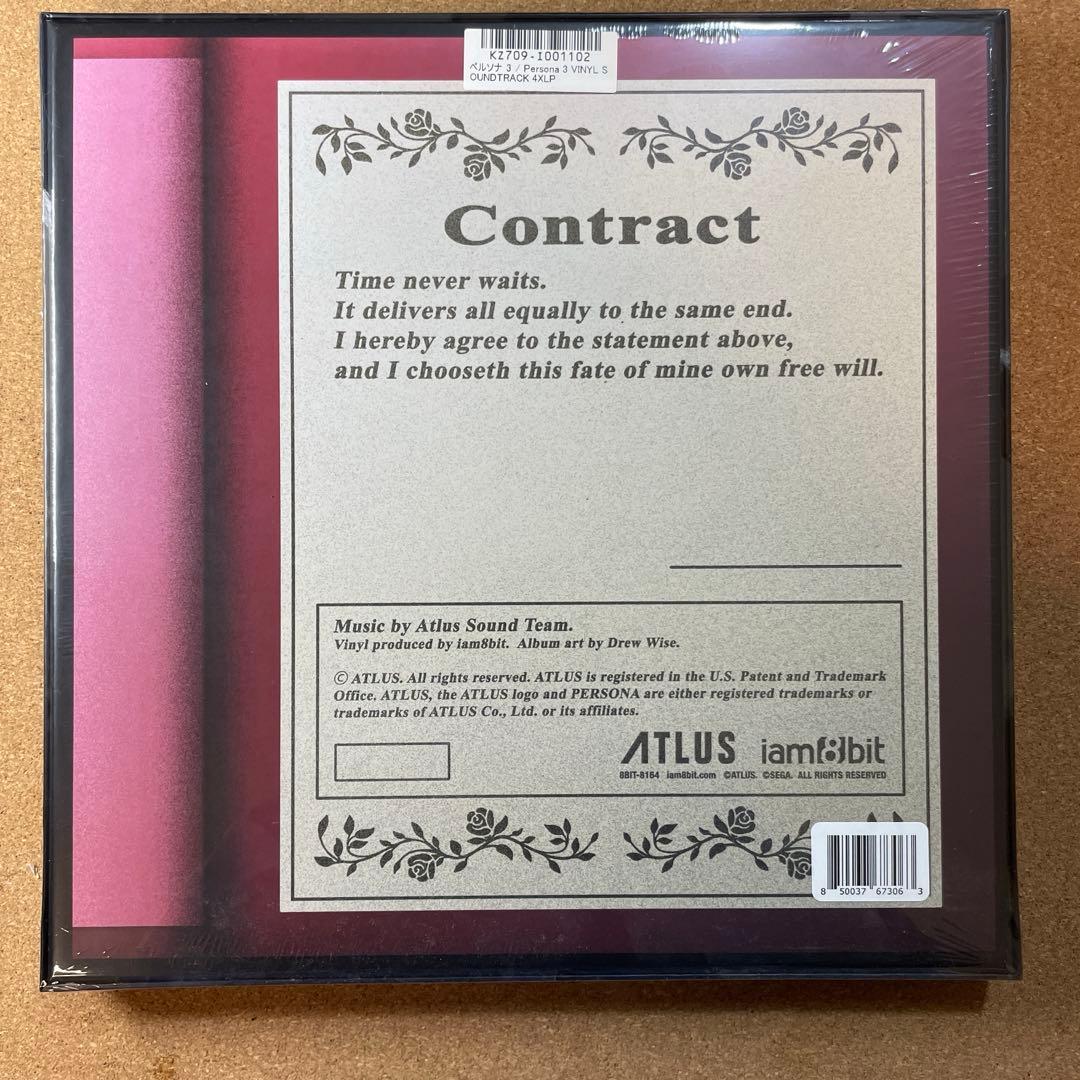 KZ709-I001102
ペルソナ 3 / Persona 3 VINYL S
OUNDTRACK 4XLP
Contract
Time never waits.
It delivers all equally to the same end.
I hereby agree to the statement above,
and I chooseth this fate of mine own free will.
Music by Atlus Sound Team.
Vinyl produced by iam8bit. Album art by Drew Wise.
© ATLUS. All rights reserved. ATLUS is registered in the U.S. Patent and Trademark
Office. ATLUS, the ATLUS logo and PERSONA are either registered trademarks or
trademarks of ATLUS Co., Ltd. or its affiliates.
ATLUS iam8bit
8BIT-8164 iam8bit.com ©ATLUS. ©SEGA. ALL RIGHTS RESERVED
8 50037 67306 3